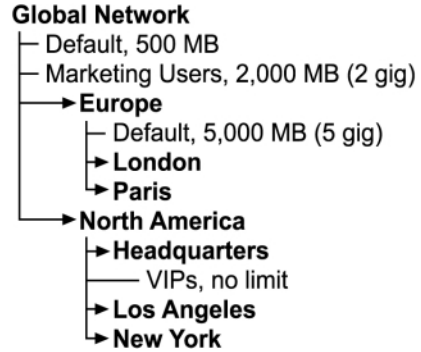 Global Network
Default, 500 MB
Marketing Users, 2,000 MB (2 gig)
Europe
Default, 5,000 MB (5 gig)
London
Paris
North America
Headquarters
VIPs, no limit
Los Angeles
New York